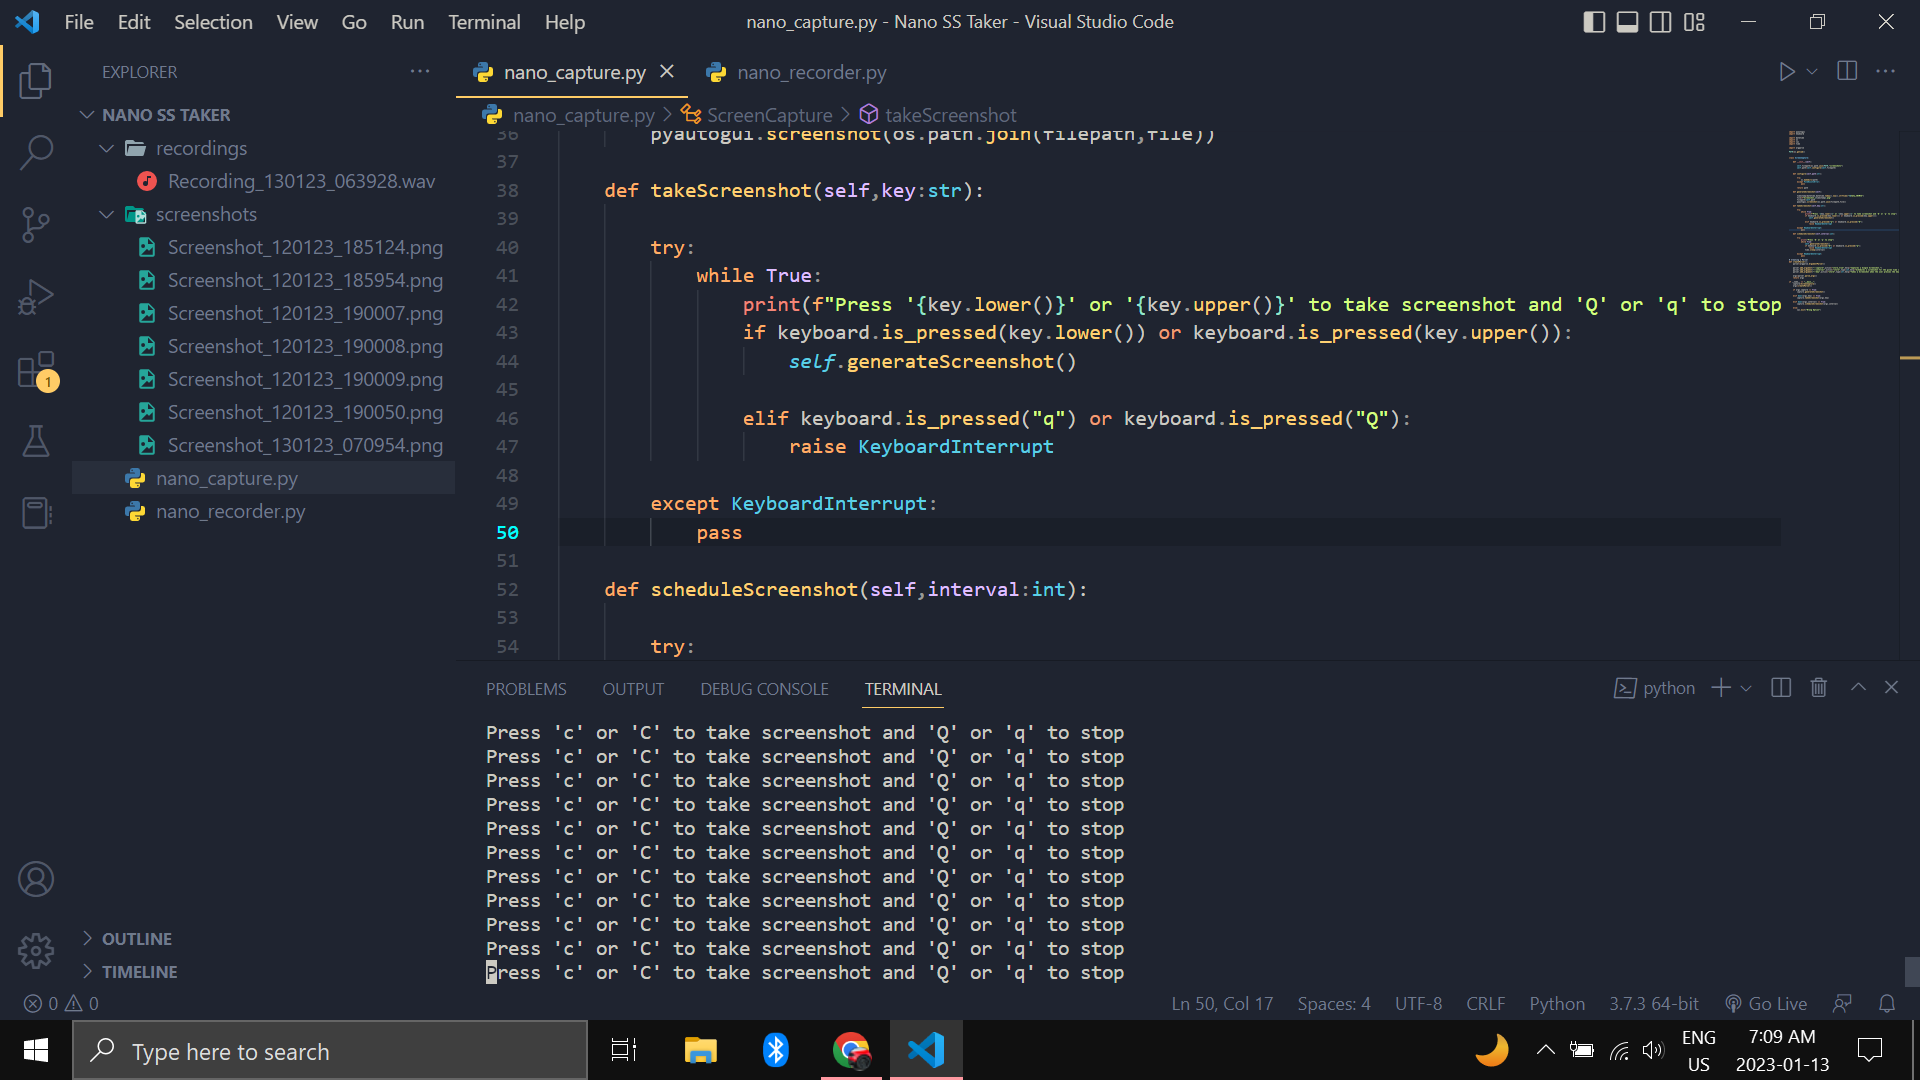 File Edit Selection View Go Run Terminal Help
nano_capture.py - Nano SS Taker - Visual Studio Code
EXPLORER
NANO SS TAKER
recordings
Recording_130123_063928.wav
screenshots
Screenshot_120123_185124.png
Screenshot_120123_185954.png
Screenshot_120123_190007.png
Screenshot_120123_190008.png
Screenshot_120123_190009.png
Screenshot_120123_190050.png
Screenshot_130123_070954.png
nano_capture.py
nano_recorder.py
1
OUTLINE
TIMELINE
nano_capture.py
nano_recorder.py
nano_capture.py > ScreenCapture > takeScreenshot
36 pyautogui.screenshot(os.path.join(filepath,file))
37
38 def takeScreenshot(self,key:str):
39
40 try:
41 while True:
42 print(f"Press '{key.lower()}' or '{key.upper()}' to take screenshot and 'Q' or 'q' to stop
43 if keyboard.is_pressed(key.lower()) or keyboard.is_pressed(key.upper()):
44 self.generateScreenshot()
45
46 elif keyboard.is_pressed("q") or keyboard.is_pressed("Q"):
47 raise KeyboardInterrupt
48
49 except KeyboardInterrupt:
50 pass
51
52 def scheduleScreenshot(self,interval:int):
53
54 try:
PROBLEMS OUTPUT DEBUG CONSOLE TERMINAL
python
Press 'c' or 'C' to take screenshot and 'Q' or 'q' to stop
Press 'c' or 'C' to take screenshot and 'Q' or 'q' to stop
Press 'c' or 'C' to take screenshot and 'Q' or 'q' to stop
Press 'c' or 'C' to take screenshot and 'Q' or 'q' to stop
Press 'c' or 'C' to take screenshot and 'Q' or 'q' to stop
Press 'c' or 'C' to take screenshot and 'Q' or 'q' to stop
Press 'c' or 'C' to take screenshot and 'Q' or 'q' to stop
Press 'c' or 'C' to take screenshot and 'Q' or 'q' to stop
Press 'c' or 'C' to take screenshot and 'Q' or 'q' to stop
Press 'c' or 'C' to take screenshot and 'Q' or 'q' to stop
Press 'c' or 'C' to take screenshot and 'Q' or 'q' to stop
0 0
Ln 50, Col 17 Spaces: 4 UTF-8 CRLF Python 3.7.3 64-bit Go Live
Type here to search
ENG
US
7:09 AM
2023-01-13